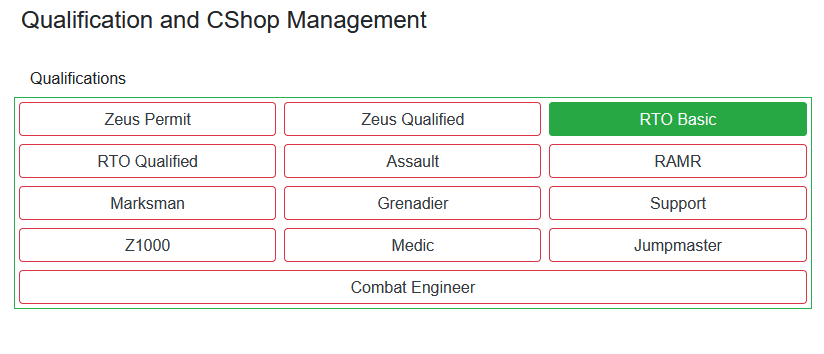 Qualification and CShop Management
Qualifications
Zeus Permit
Zeus Qualified
RTO Basic
RTO Qualified
Assault
RAMR
Marksman
Grenadier
Support
Z1000
Medic
Jumpmaster
Combat Engineer